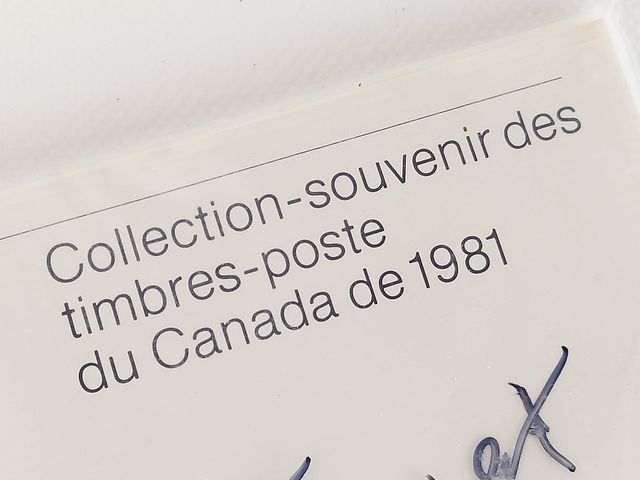 Collection-souvenir des
timbres-poste
du Canada de 1981